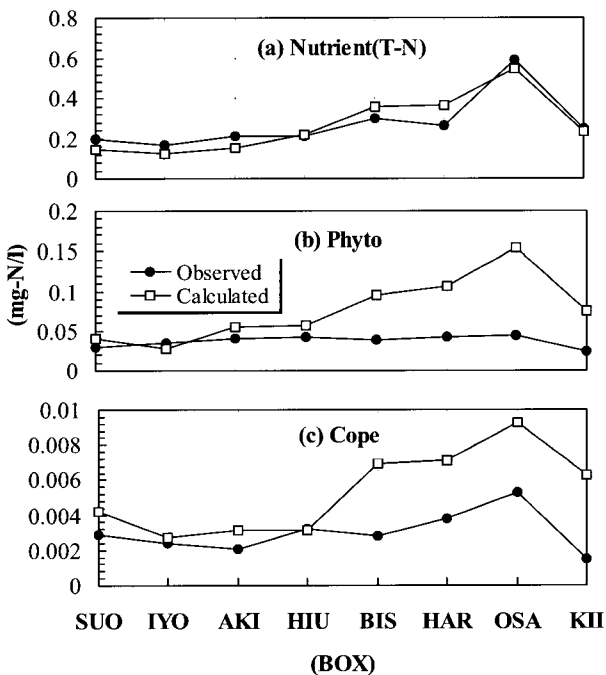 0.8
(a) Nutrient(T-N)
0.6
0.4
0.2
0
0.2
(b) Phyto
0.15
Observed
Calculated
0.1
0.05
0
(mg-N/l)
0.01
(c) Cope
0.008
0.006
0.004
0.002
0
SUO IYO AKI HIU BIS HAR OSA KII
(BOX)